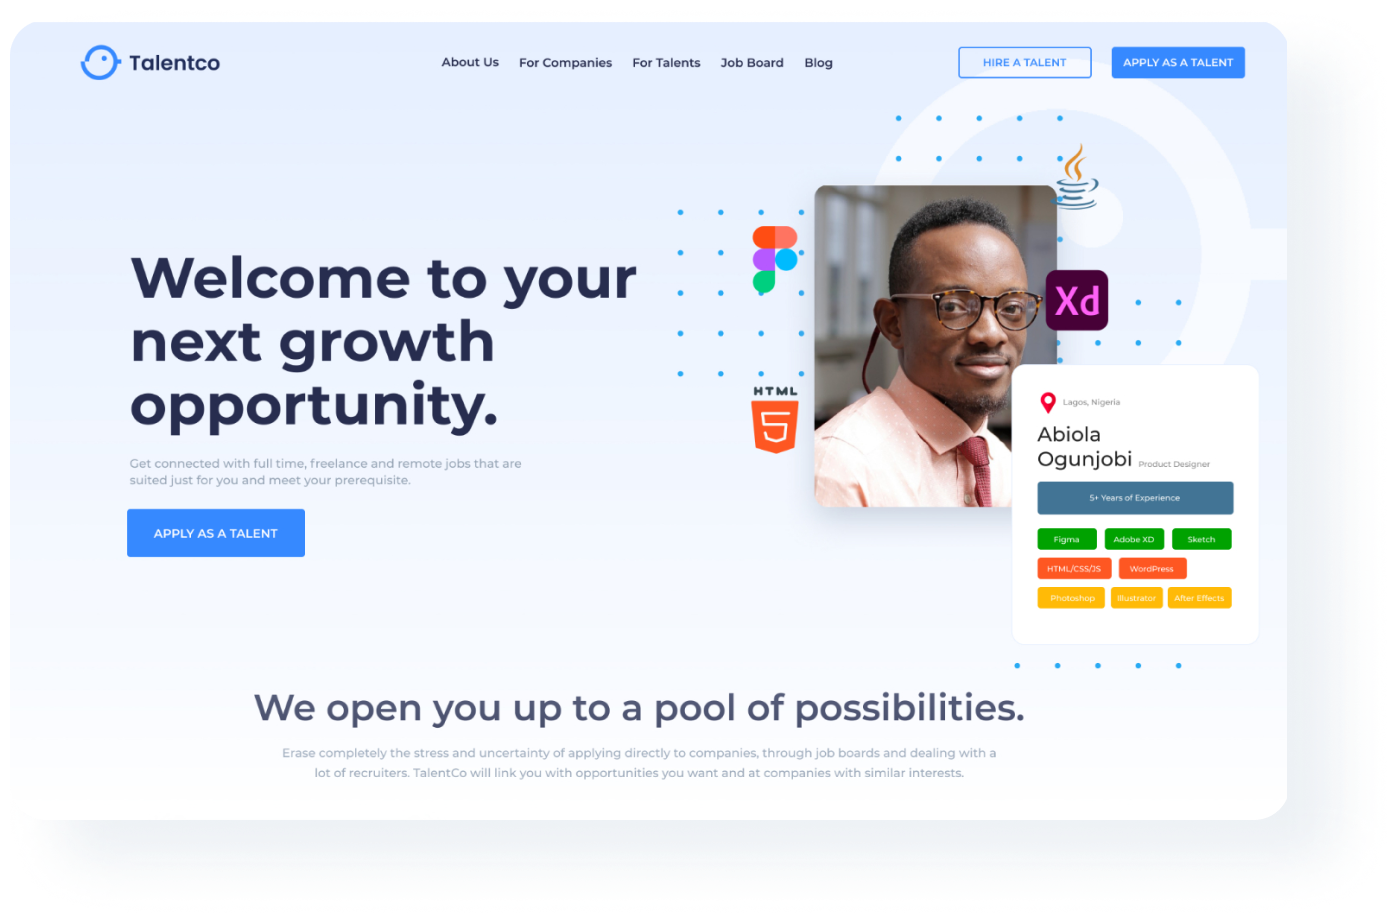 Talentco
About Us
For Companies
For Talents
Job Board
Blog
HIRE A TALENT
APPLY AS A TALENT
Welcome to your
next growth
opportunity.
Get connected with full time, freelance and remote jobs that are
suited just for you and meet your prerequisite.
APPLY AS A TALENT
HTML
5
Xd
Lagos, Nigeria
Abiola
Ogunjobi Product Designer
5+ Years of Experience
Figma
Adobe XD
Sketch
HTML/CSS/JS
WordPress
Photoshop
Illustrator
After Effects
We open you up to a pool of possibilities.
Erase completely the stress and uncertainty of applying directly to companies, through job boards and dealing with a
lot of recruiters. TalentCo will link you with opportunities you want and at companies with similar interests.